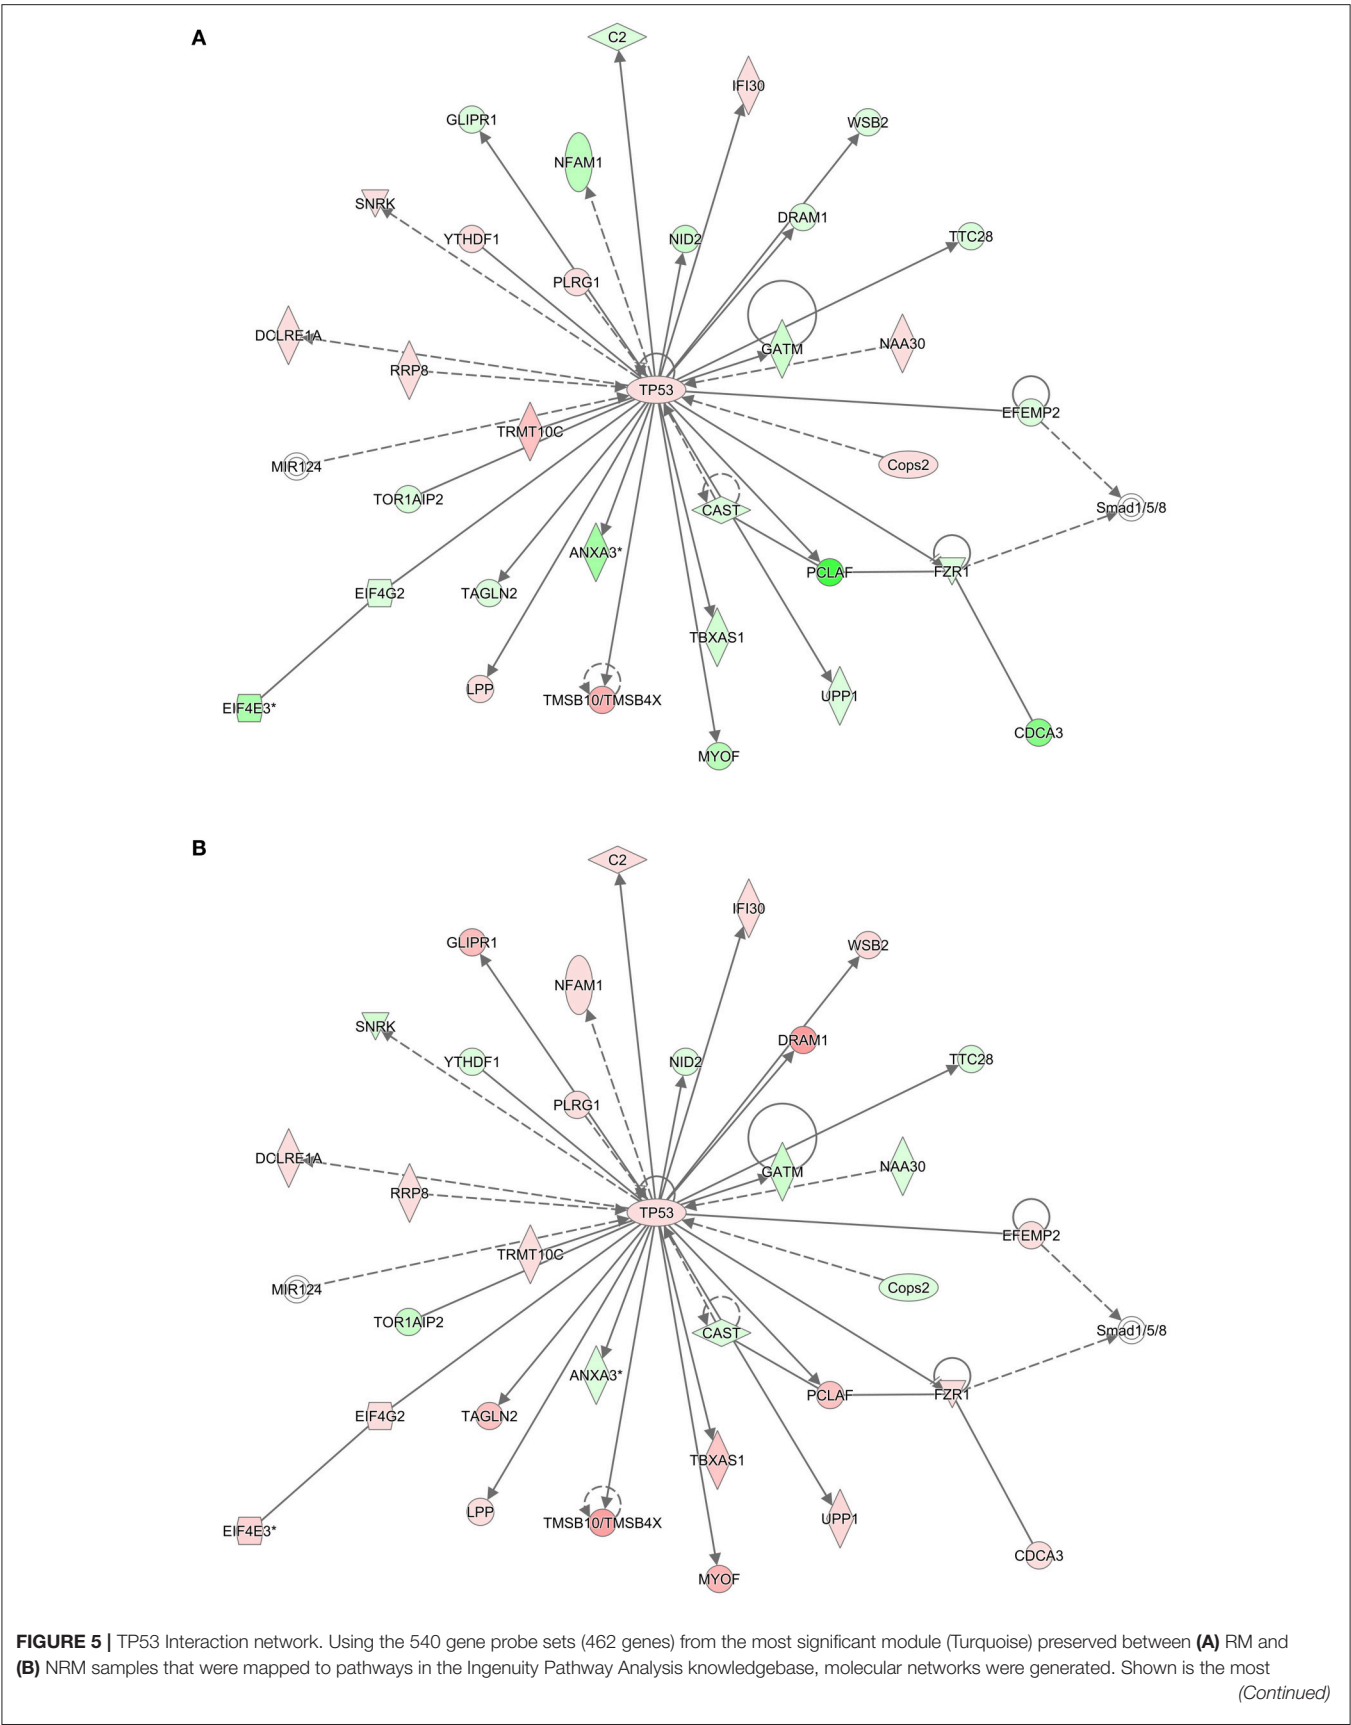 A
C2
IFI30
GLIPR1
WSB2
NFAM1
SNRK
DRAM1
YTHDF1
NID2
TTC28
PLRG1
DCLRE1A
GATM
NAA30
RRP8
TP53
EFEMP2
TRMT10C
MIR124
Cops2
TOR1AIP2
CAST
Smad1/5/8
ANXA3*
PCLAF
FZR1
EIF4G2
TAGLN2
TBXAS1
LPP
TMSB10/TMSB4X
UPP1
EIF4E3*
CDCA3
MYOF
B
C2
IFI30
GLIPR1
WSB2
NFAM1
SNRK
DRAM1
YTHDF1
NID2
TTC28
PLRG1
DCLRE1A
GATM
NAA30
RRP8
TP53
EFEMP2
TRMT10C
MIR124
Cops2
TOR1AIP2
CAST
Smad1/5/8
ANXA3*
PCLAF
FZR1
EIF4G2
TAGLN2
TBXAS1
LPP
TMSB10/TMSB4X
UPP1
EIF4E3*
CDCA3
MYOF
FIGURE 5 | TP53 Interaction network. Using the 540 gene probe sets (462 genes) from the most significant module (Turquoise) preserved between (A) RM and
(B) NRM samples that were mapped to pathways in the Ingenuity Pathway Analysis knowledgebase, molecular networks were generated. Shown is the most
(Continued)